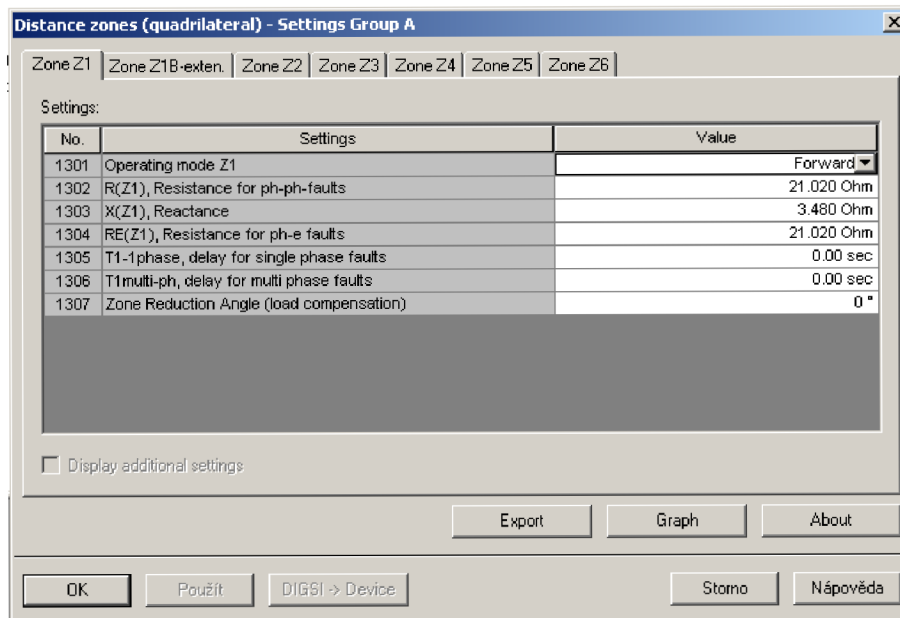 Distance zones (quadrilateral) - Settings Group A
Zone Z1 Zone Z1B-exten. Zone Z2 Zone Z3 Zone Z4 Zone Z5 Zone Z6
Settings:
No. Settings Value
1301 Operating mode Z1 Forward
1302 R(Z1), Resistance for ph-ph-faults 21.020 Ohm
1303 X(Z1), Reactance 3.480 Ohm
1304 RE(Z1), Resistance for ph-e faults 21.020 Ohm
1305 T1-1phase, delay for single phase faults 0.00 sec
1306 T1multi-ph, delay for multi phase faults 0.00 sec
1307 Zone Reduction Angle (load compensation) 0 °
Display additional settings
Export Graph About
OK Použít DIGSI -> Device Storno Nápověda